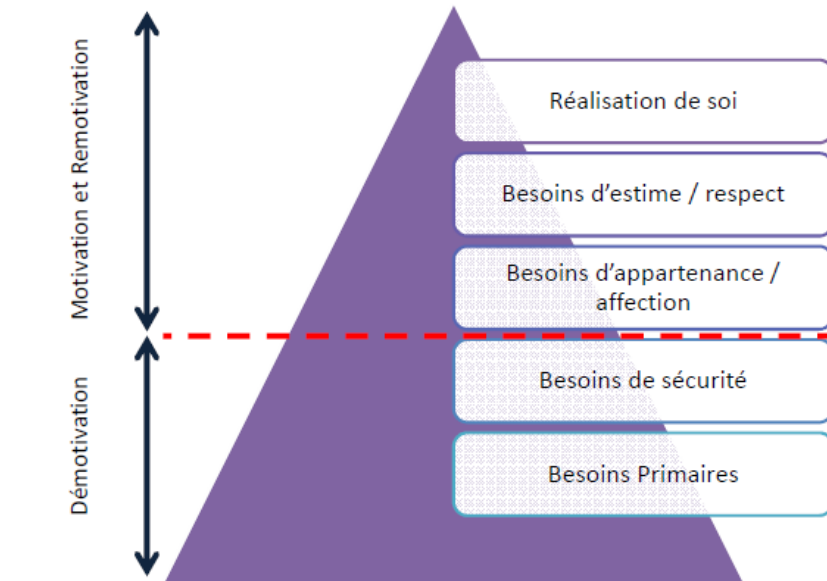 Motivation et Remotivation
Réalisation de soi
Besoins d'estime / respect
Besoins d'appartenance /
affection
Démotivation
Besoins de sécurité
Besoins Primaires